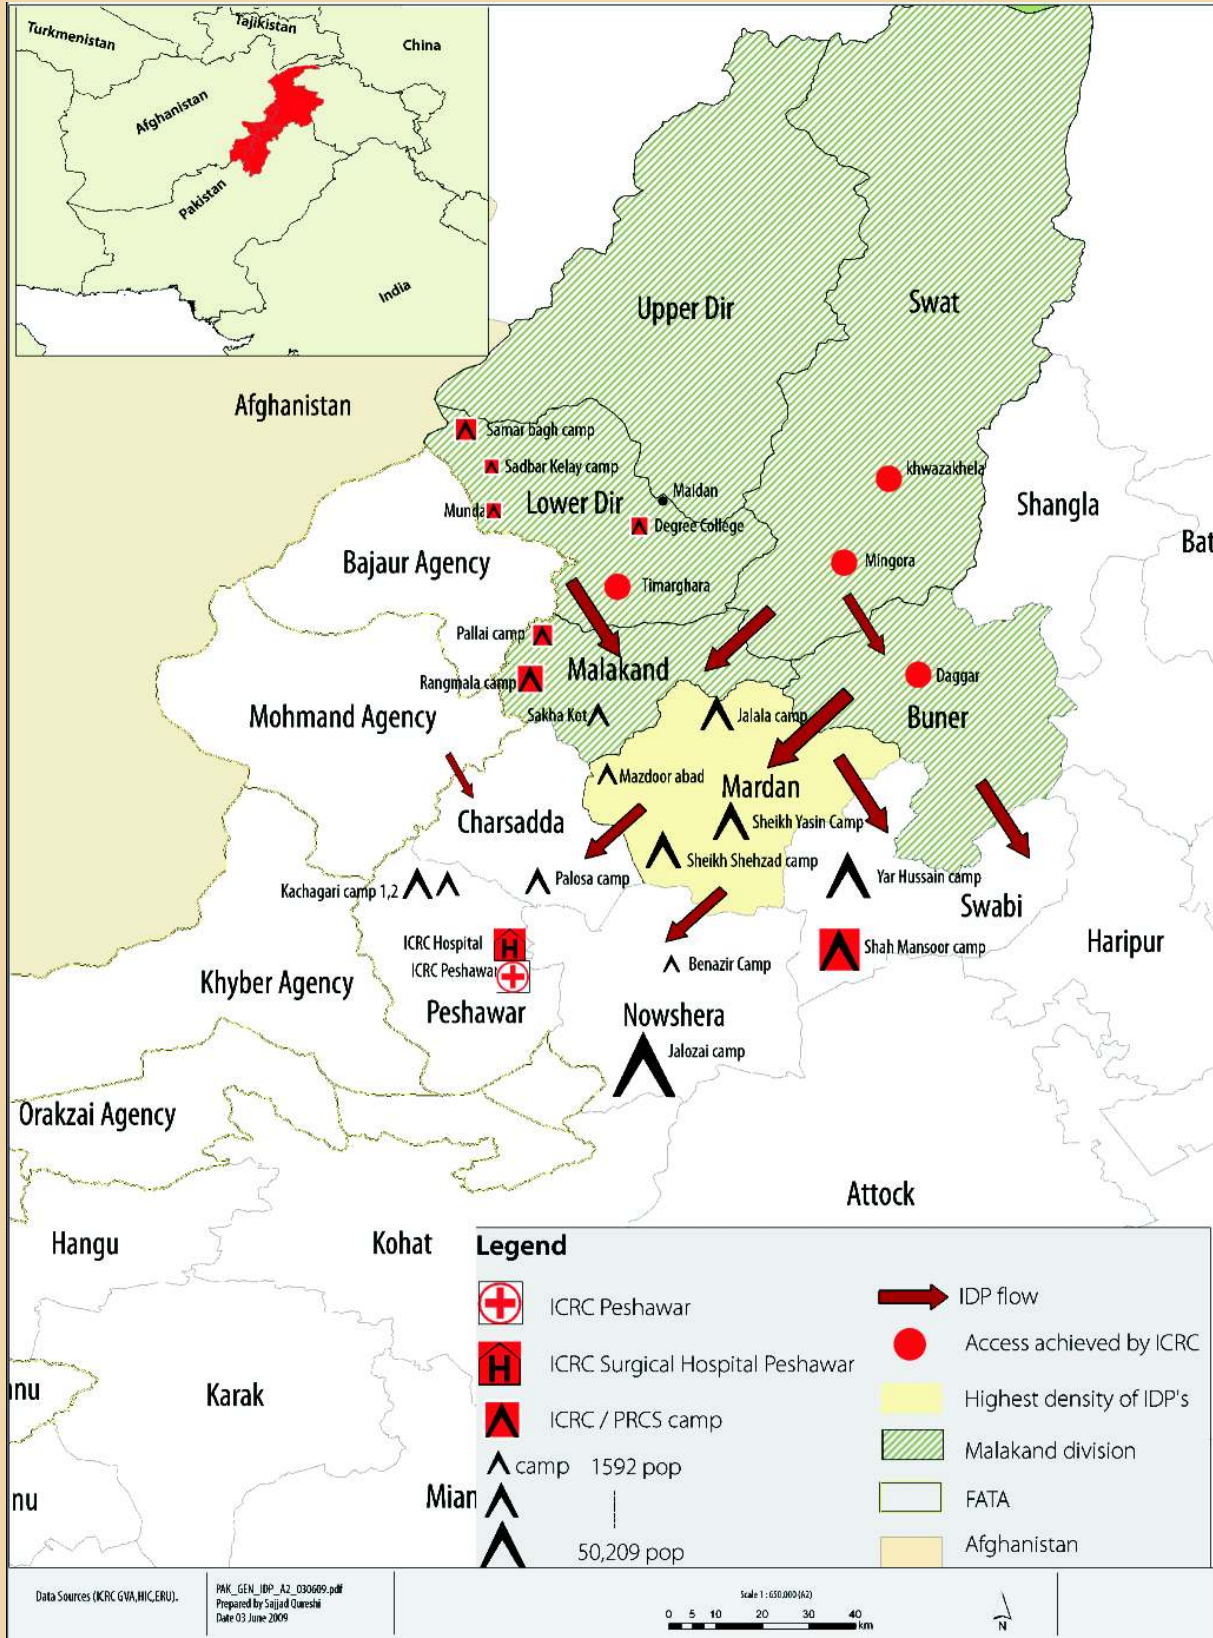 Turkmenistan
Tajikistan
China
Afghanistan
Pakistan
India
Upper Dir
Swat
Afghanistan
Samar bagh camp
Sadbar Kelay camp
khwazakhela
Maidan
Munda
Lower Dir
Degree College
Shangla
Bat
Bajaur Agency
Mingora
Timarghara
Pallai camp
Malakand
Rangmala camp
Daggar
Mohmand Agency
Sakha Kot
Jalala camp
Buner
Mazdoor abad
Mardan
Charsadda
Sheikh Yasin Camp
Sheikh Shehzad camp
Kachagari camp 1,2
Palosa camp
Yar Hussain camp
Swabi
ICRC Hospital
H
Shah Mansoor camp
Haripur
ICRC Peshawar
Benazir Camp
Khyber Agency
Peshawar
Nowshera
Jalozai camp
Orakzai Agency
Attock
Hangu
Kohat
Karak
nu
Mian
Legend
ICRC Peshawar
H
ICRC Surgical Hospital Peshawar
ICRC / PRCS camp
camp 1592 pop
50,209 pop
IDP flow
Access achieved by ICRC
Highest density of IDP's
Malakand division
FATA
Afghanistan
Data Sources (ICRC GVA,HIC,ERU).
PAK_GEN_IDP_A2_030609.pdf
Prepared by Sajjad Qureshi
Date 03 June 2009
Scale 1 : 650,000 (A2)
0 5 10 20 30 40
km
N